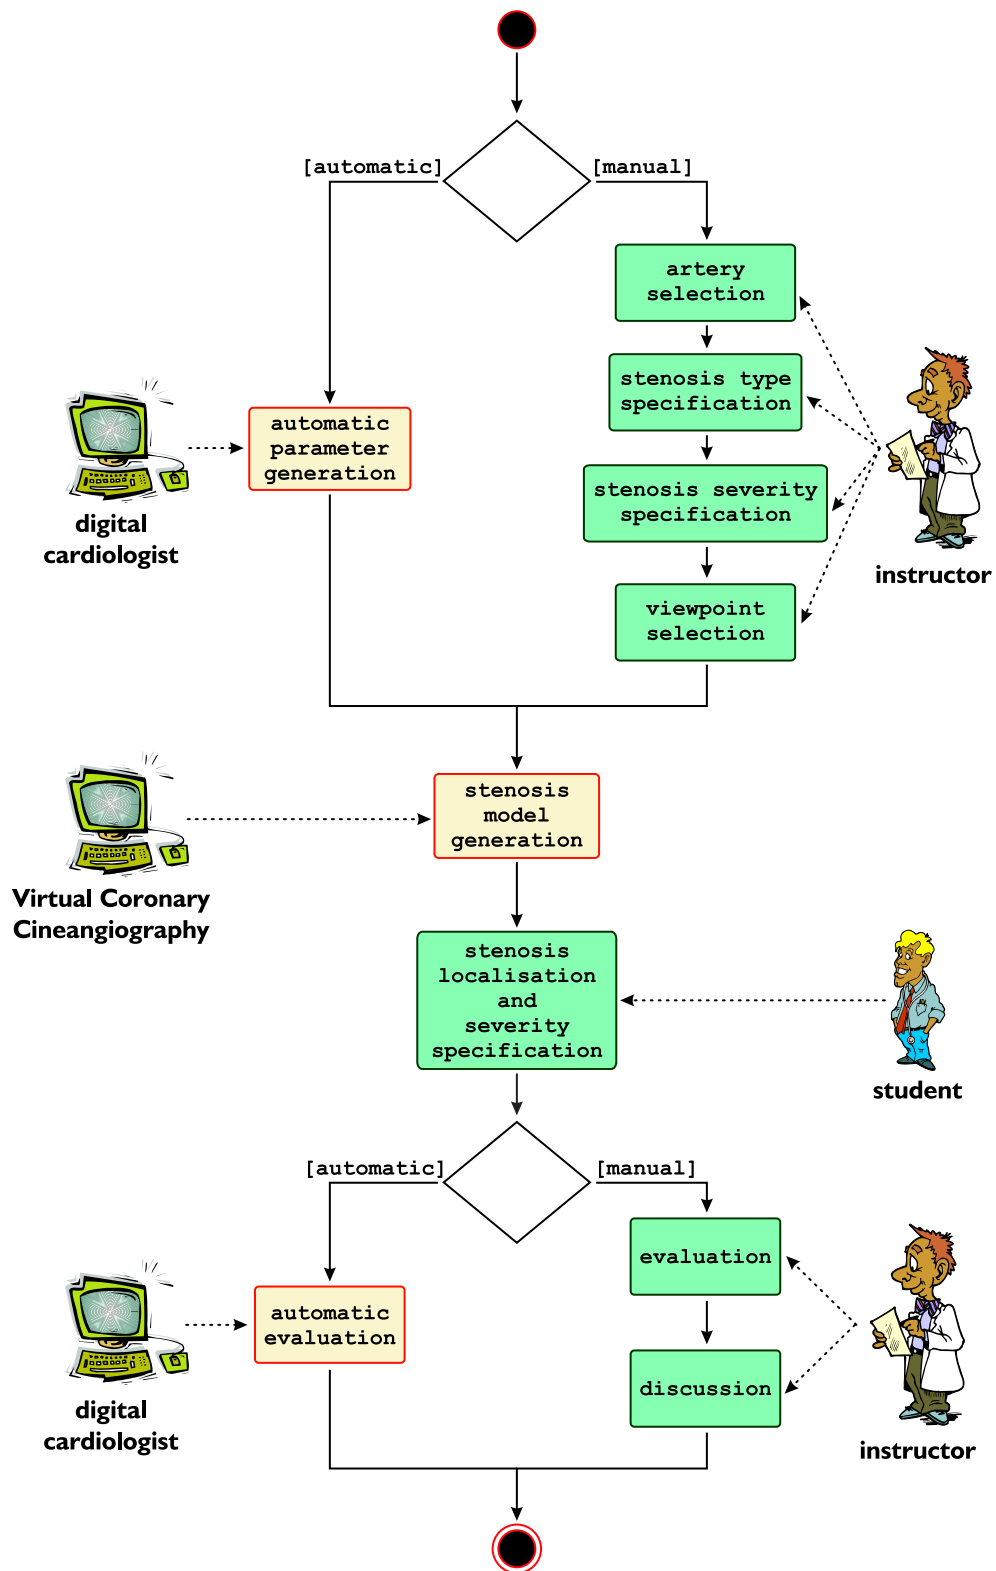 [automatic]
[manual]
artery
selection
stenosis type
specification
automatic
parameter
generation
stenosis severity
specification
digital
cardiologist
instructor
viewpoint
selection
stenosis
model
generation
Virtual Coronary
Cineangiography
stenosis
localisation
and
severity
specification
student
[automatic]
[manual]
evaluation
automatic
evaluation
discussion
digital
cardiologist
instructor